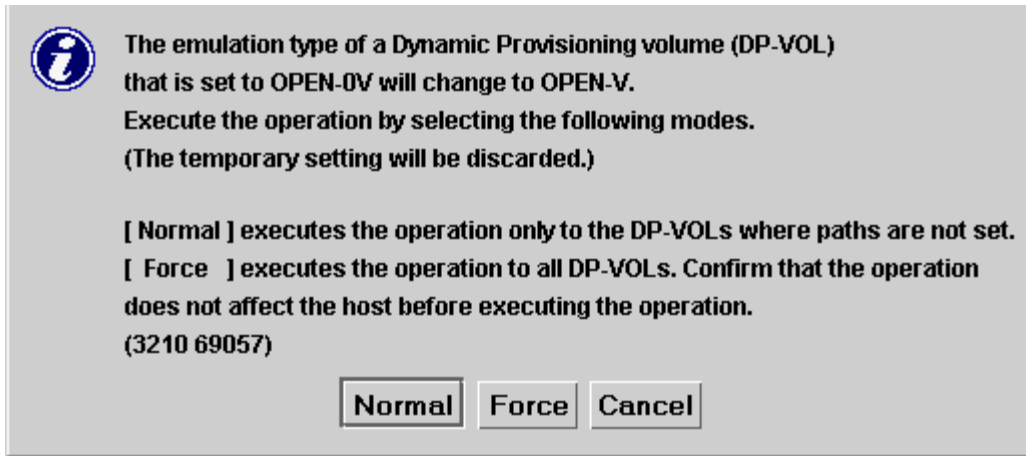 The emulation type of a Dynamic Provisioning volume (DP-VOL)
that is set to OPEN-0V will change to OPEN-V.
Execute the operation by selecting the following modes.
(The temporary setting will be discarded.)
[ Normal ] executes the operation only to the DP-VOLs where paths are not set.
[ Force ] executes the operation to all DP-VOLs. Confirm that the operation
does not affect the host before executing the operation.
(3210 69057)
Normal Force Cancel